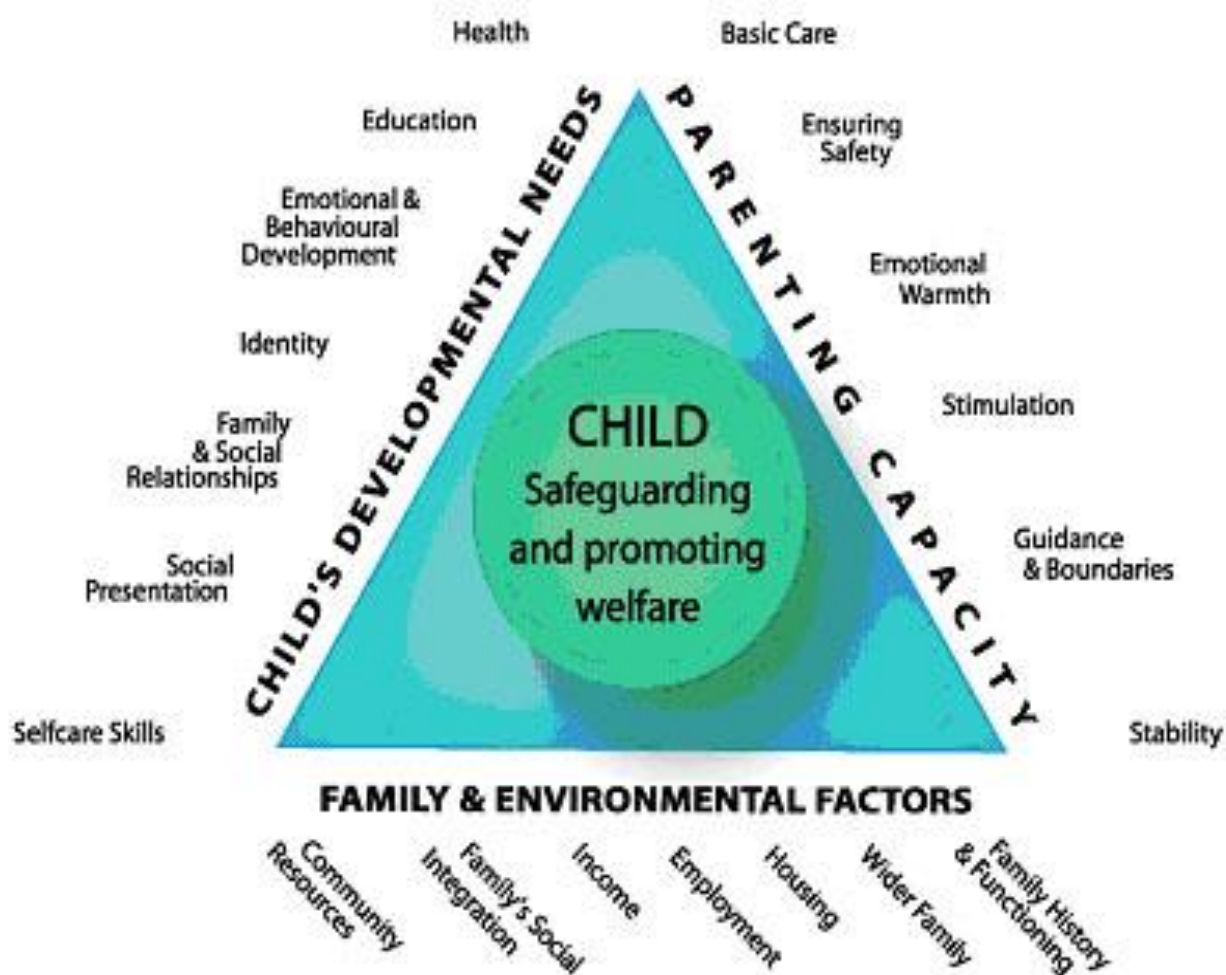 Health
Education
Emotional &
Behavioural
Development
Identity
Family
& Social
Relationships
Social
Presentation
Selfcare Skills
CHILD'S DEVELOPMENTAL NEEDS
Basic Care
Ensuring
Safety
Emotional
Warmth
Stimulation
Guidance
& Boundaries
Stability
PARENTING CAPACITY
CHILD
Safeguarding
and promoting
welfare
FAMILY & ENVIRONMENTAL FACTORS
Community
Resources
Family's Social
Integration
Income
Employment
Housing
Wider Family
Family History
& Functioning